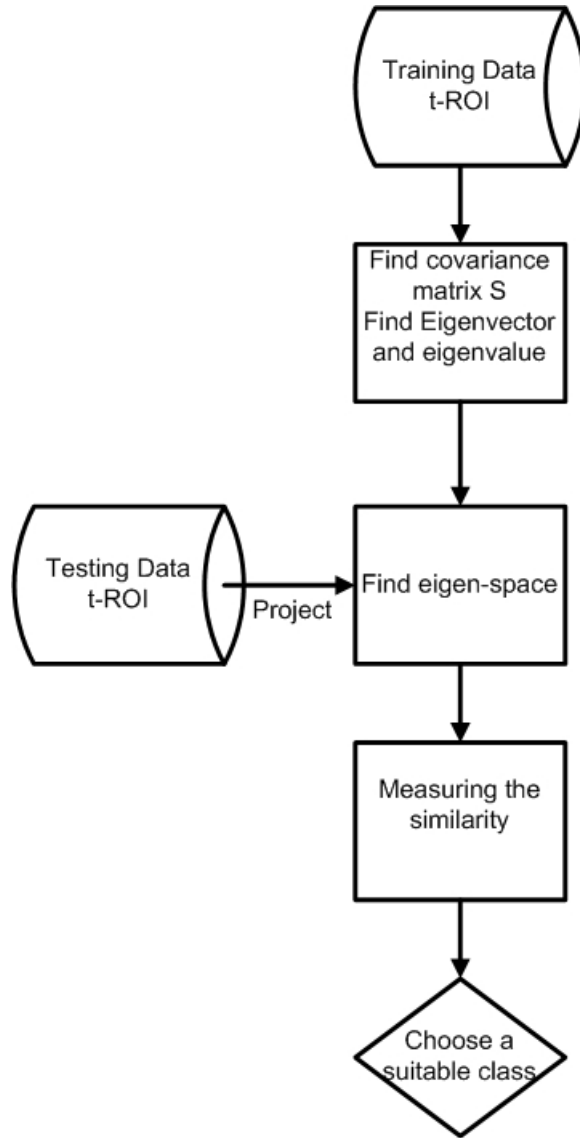 Training Data
t-ROI
Find covariance
matrix S
Find Eigenvector
and eigenvalue
Testing Data
t-ROI
Project
Find eigen-space
Measuring the
similarity
Choose a
suitable class